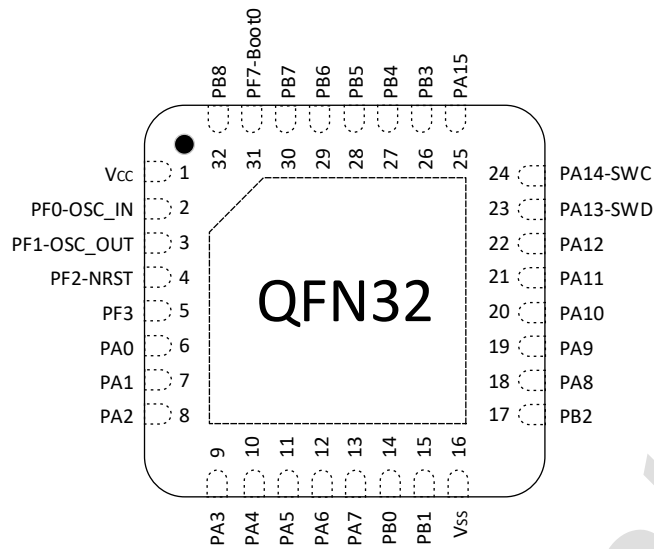 PB8 PF7-Boot0 PB7 PB6 PB5 PB4 PB3 PA15
32 31 30 29 28 27 26 25
Vcc 1
PF0-OSC_IN 2
PF1-OSC_OUT 3
PF2-NRST 4
PF3 5
PA0 6
PA1 7
PA2 8
QFN32
24 PA14-SWC
23 PA13-SWD
22 PA12
21 PA11
20 PA10
19 PA9
18 PA8
17 PB2
9 10 11 12 13 14 15 16
PA3 PA4 PA5 PA6 PA7 PB0 PB1 Vss